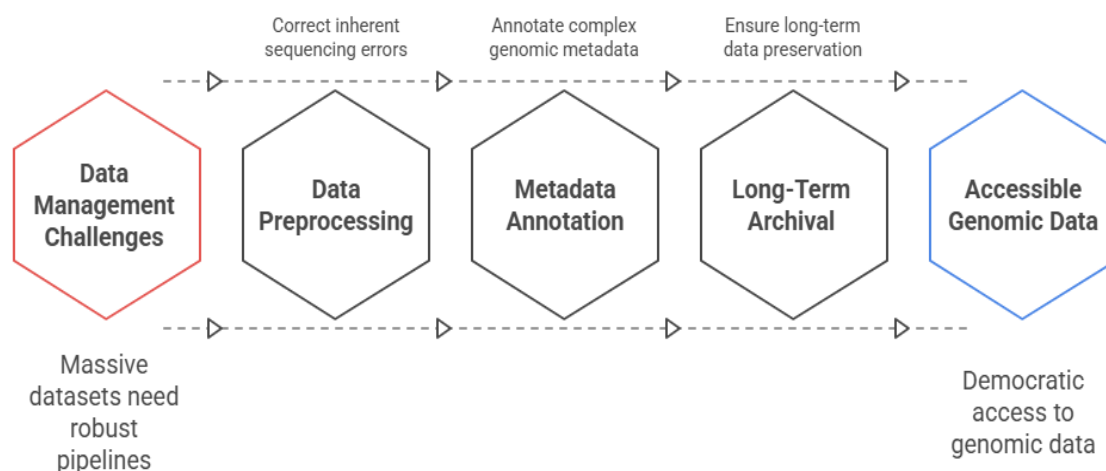 Correct inherent
sequencing errors
Annotate complex
genomic metadata
Ensure long-term
data preservation
Data
Management
Challenges
Data
Preprocessing
Metadata
Annotation
Long-Term
Archival
Accessible
Genomic Data
Massive
datasets need
robust
pipelines
Democratic
access to
genomic data